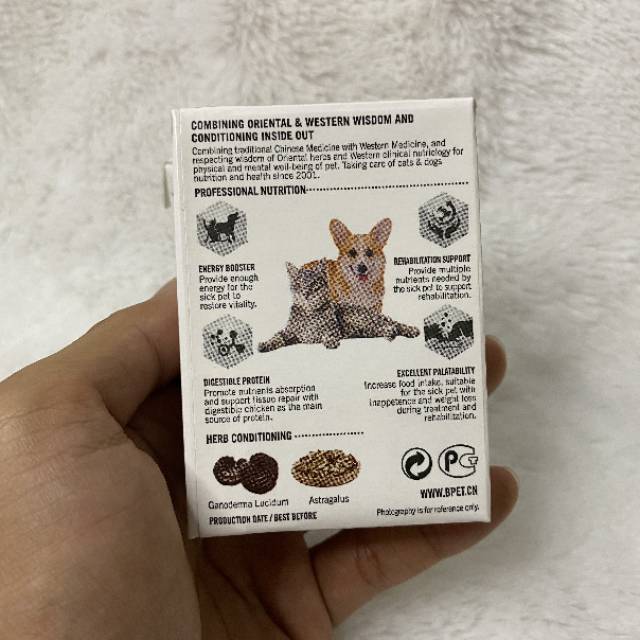 COMBINING ORIENTAL & WESTERN WISDOM AND
CONDITIONING INSIDE OUT
Combining traditional Chinese Medicine with Western Medicine, and
respecting wisdom of Oriental herbs and Western clinical nutriology for
physical and mental well-being of pet. Taking care of cats & dogs
nutrition and health since 2001.
PROFESSIONAL NUTRITION
ENERGY BOOSTER
Provide enough
energy for the
sick pet to
restore vitality.
REHABILITATION SUPPORT
Provide multiple
nutrients needed by
the sick pet to support
rehabilitation.
DIGESTIBLE PROTEIN
Promote nutrients absorption
and support tissue repair with
digestible chicken as the main
source of protein.
EXCELLENT PALATABILITY
Increase food intake, suitable
for the sick pet with
inappetence and weight loss
during treatment and
rehabilitation.
HERB CONDITIONING
Ganoderma Lucidum
Astragalus
WWW.BPET.CN
PRODUCTION DATE / BEST BEFORE
Photography is for reference only.